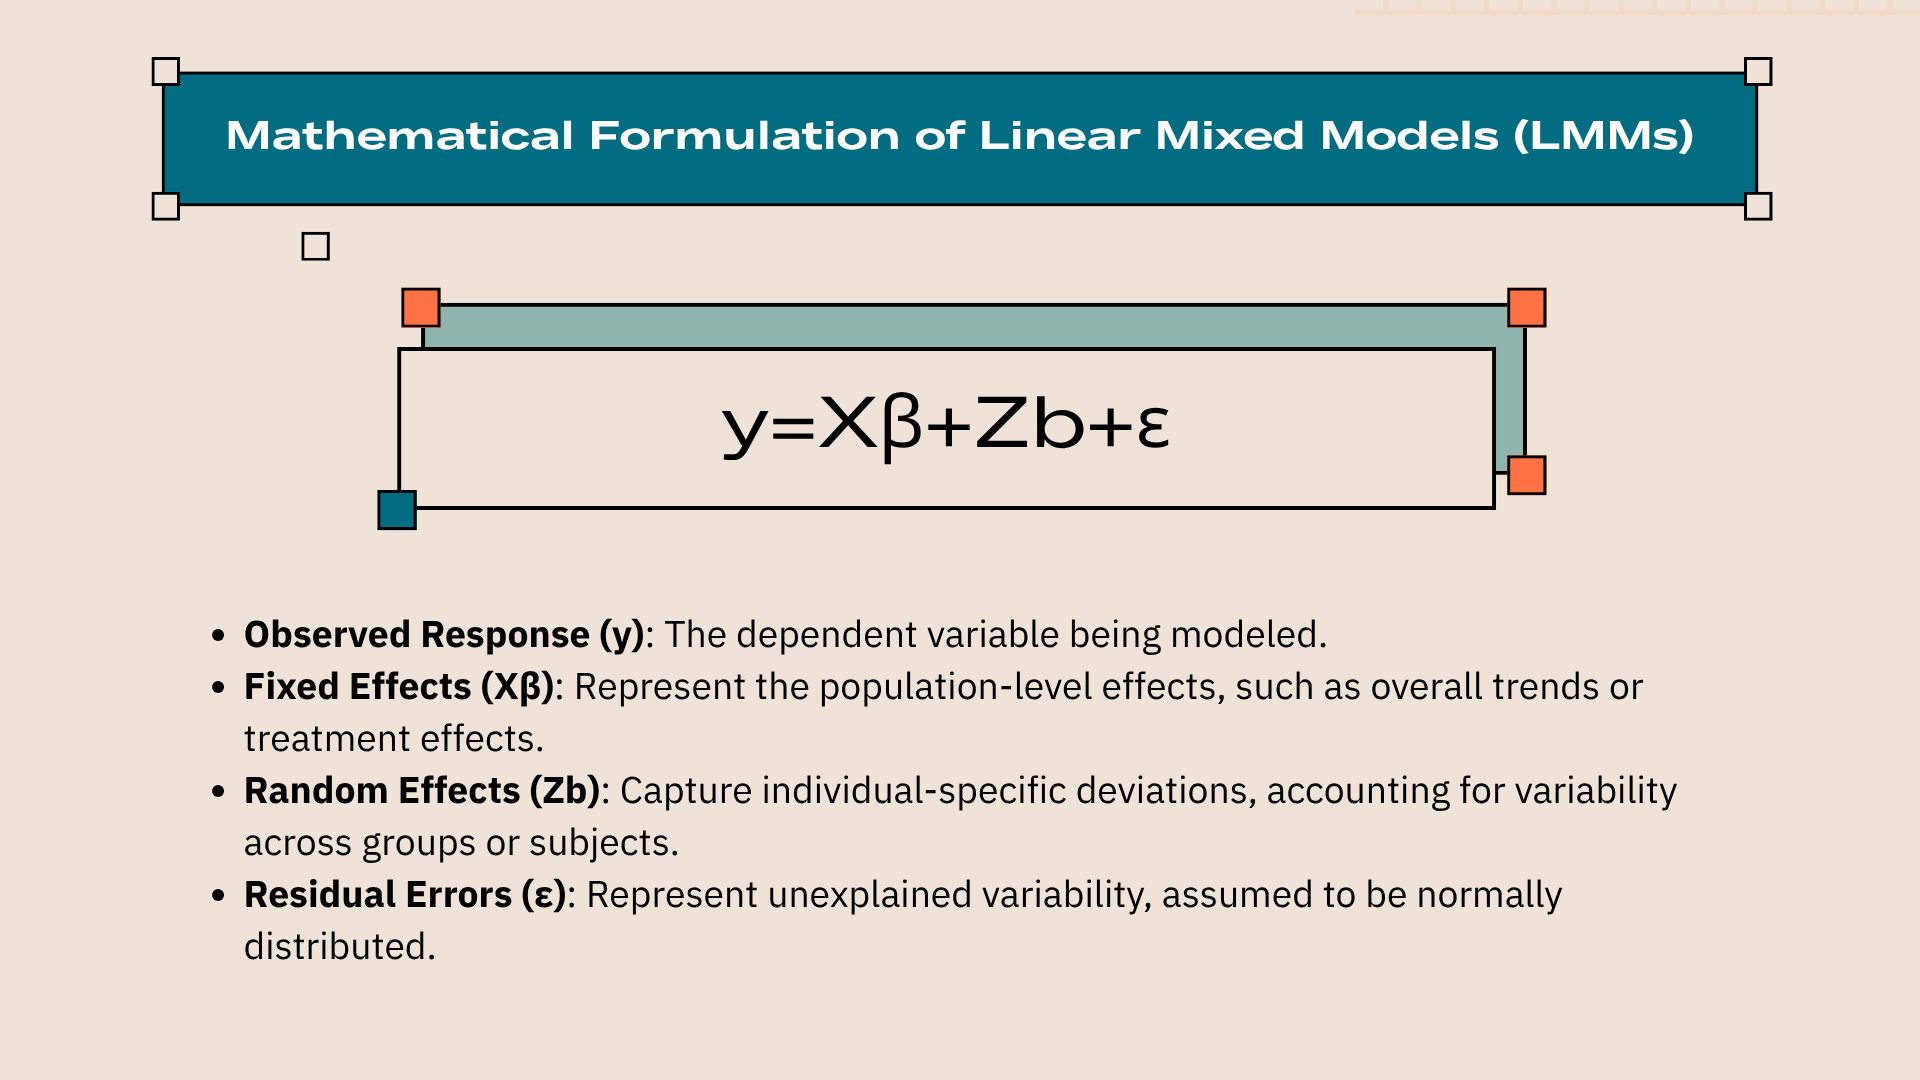 Mathematical Formulation of Linear Mixed Models (LMMs)
y=Xβ+Zb+ε
• Observed Response (y): The dependent variable being modeled.
• Fixed Effects (Xβ): Represent the population-level effects, such as overall trends or
treatment effects.
• Random Effects (Zb): Capture individual-specific deviations, accounting for variability
across groups or subjects.
• Residual Errors (ε): Represent unexplained variability, assumed to be normally
distributed.